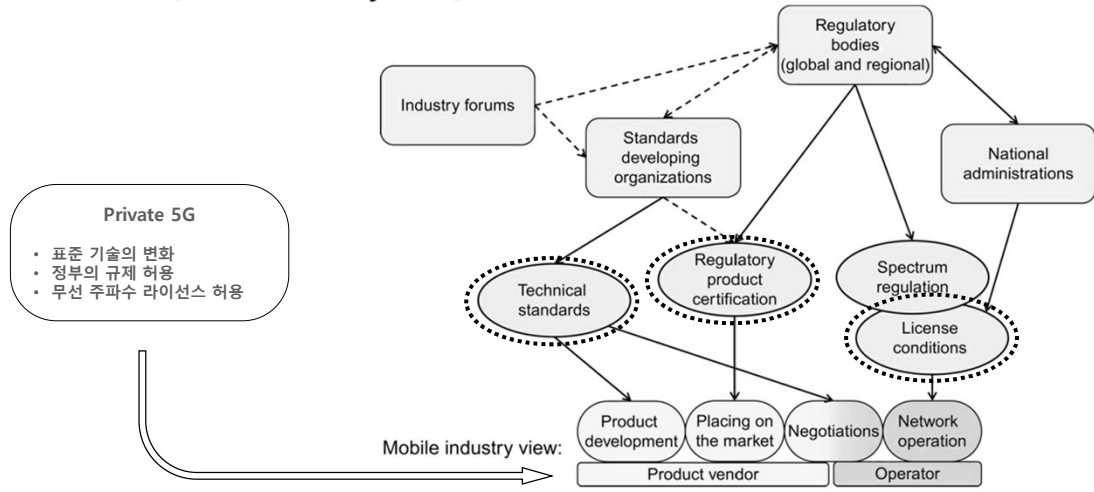 Regulatory
bodies
(global and regional)
Industry forums
Standards
developing
organizations
National
administrations
Private 5G
• 표준 기술의 변화
• 정부의 규제 허용
• 무선 주파수 라이선스 허용
Technical
standards
Regulatory
product
certification
Spectrum
regulation
License
conditions
Mobile industry view:
Product
development
Placing on
the market
Negotiations
Network
operation
Product vendor
Operator